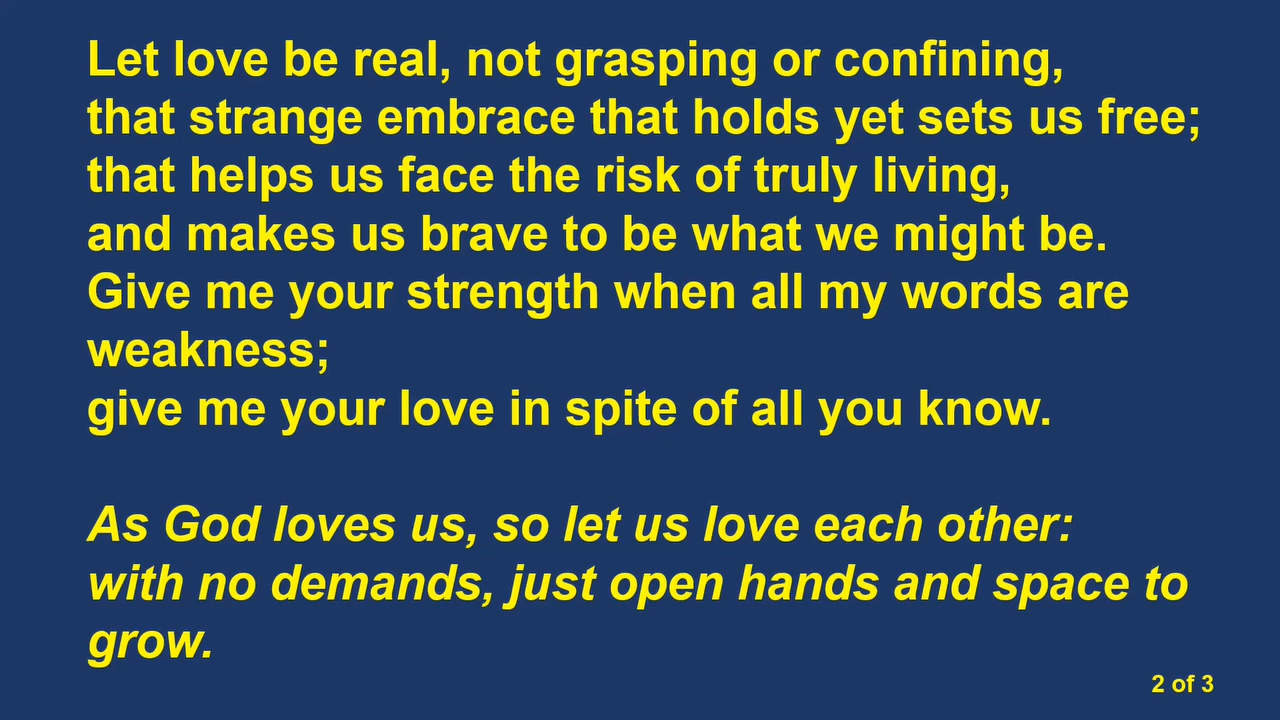 Let love be real, not grasping or confining,
that strange embrace that holds yet sets us free;
that helps us face the risk of truly living,
and makes us brave to be what we might be.
Give me your strength when all my words are
weakness;
give me your love in spite of all you know.
As God loves us, so let us love each other:
with no demands, just open hands and space to
grow.
2 of 3